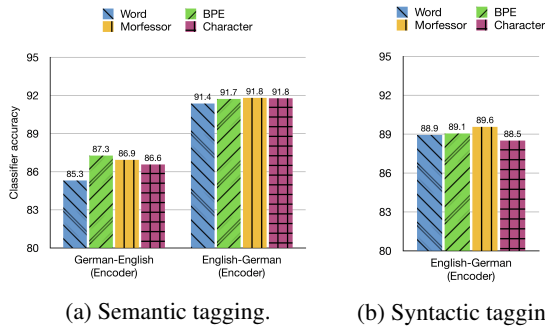 Word BPE
Morfessor Character
95
92
89
86
83
80
Classifier accuracy
85.3 87.3 86.9 86.6
91.4 91.7 91.8 91.8
German-English
(Encoder)
English-German
(Encoder)
(a) Semantic tagging.
Word BPE
Morfessor Character
95
92
89
86
83
80
88.9 89.1 89.6 88.5
English-German
(Encoder)
(b) Syntactic taggin